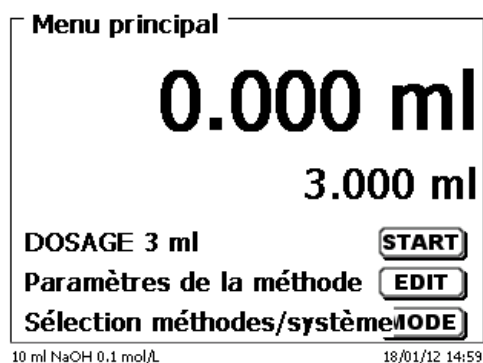 Menu principal
0.000 ml
3.000 ml
DOSAGE 3 ml START
Paramètres de la méthode EDIT
Sélection méthodes/système MODE
10 ml NaOH 0.1 mol/L 18/01/12 14:59